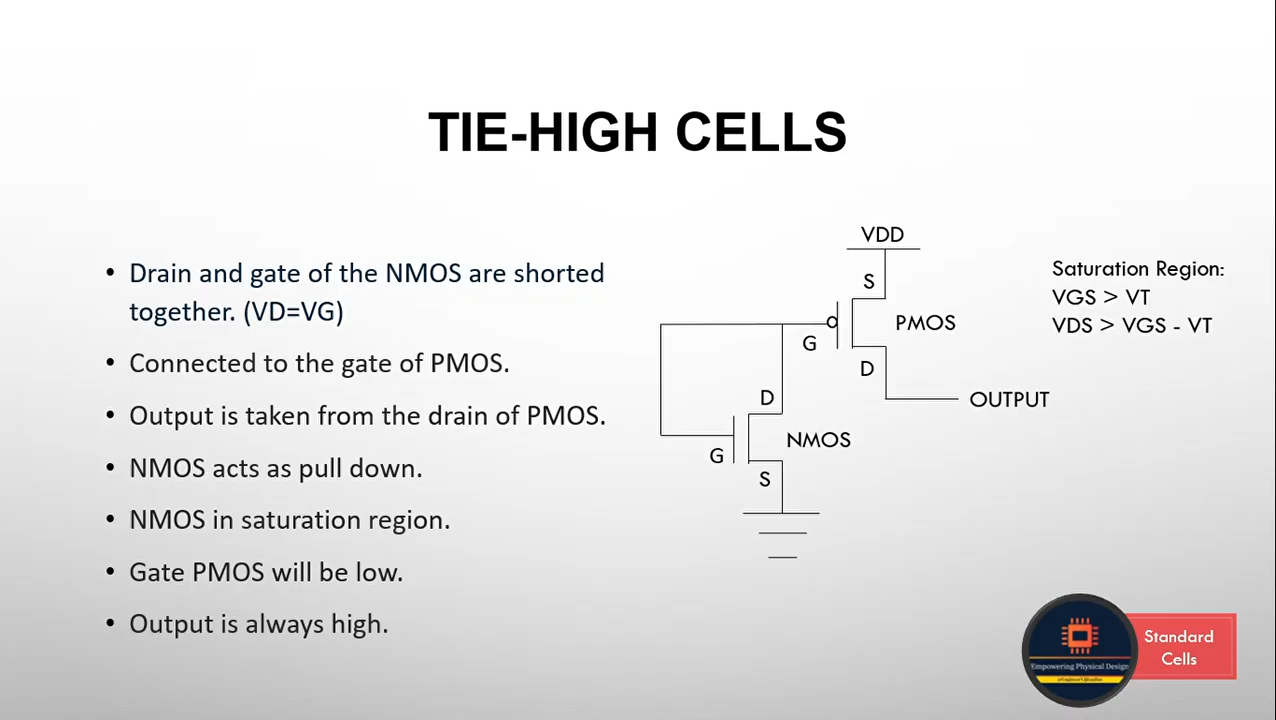 TIE-HIGH CELLS
• Drain and gate of the NMOS are shorted
together. (VD=VG)
• Connected to the gate of PMOS.
• Output is taken from the drain of PMOS.
• NMOS acts as pull down.
• NMOS in saturation region.
• Gate PMOS will be low.
• Output is always high.
VDD
S
PMOS
G
D
OUTPUT
D
NMOS
G
S
Saturation Region:
VGS > VT
VDS > VGS - VT
Empowering Physical Design
Standard
Cells